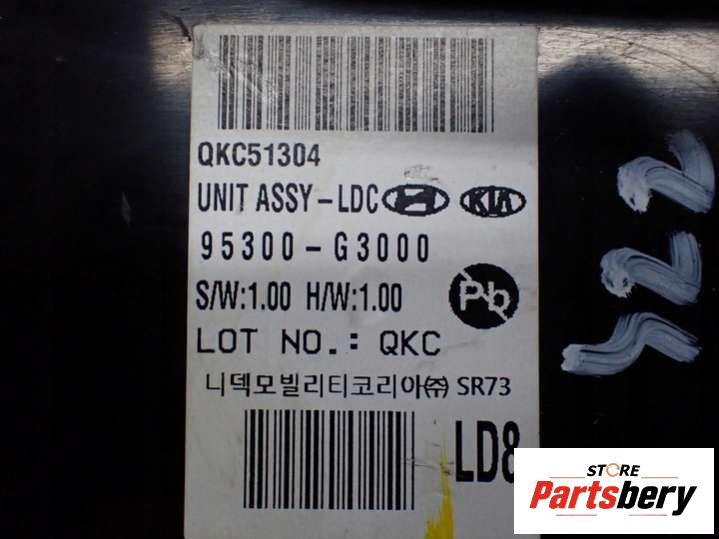 QKC51304
UNIT ASSY-LDC KIA
95300-G3000
S/W:1.00 H/W:1.00 Pb
LOT NO.: QKC
니덱모빌리티코리아㈜ SR73
LD8
422
STORE
Partsbery